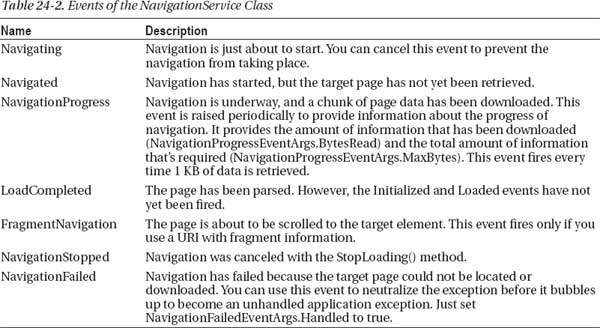 Table 24-2. Events of the NavigationService Class
Name Description
Navigating Navigation is just about to start. You can cancel this event to prevent the
navigation from taking place.
Navigated Navigation has started, but the target page has not yet been retrieved.
NavigationProgress Navigation is underway, and a chunk of page data has been downloaded. This
event is raised periodically to provide information about the progress of
navigation. It provides the amount of information that has been downloaded
(NavigationProgressEventArgs.BytesRead) and the total amount of information
that's required (NavigationProgressEventArgs.MaxBytes). This event fires every
time 1 KB of data is retrieved.
LoadCompleted The page has been parsed. However, the Initialized and Loaded events have not
yet been fired.
FragmentNavigation The page is about to be scrolled to the target element. This event fires only if you
use a URI with fragment information.
NavigationStopped Navigation was canceled with the StopLoading() method.
NavigationFailed Navigation has failed because the target page could not be located or
downloaded. You can use this event to neutralize the exception before it bubbles
up to become an unhandled application exception. Just set
NavigationFailedEventArgs.Handled to true.